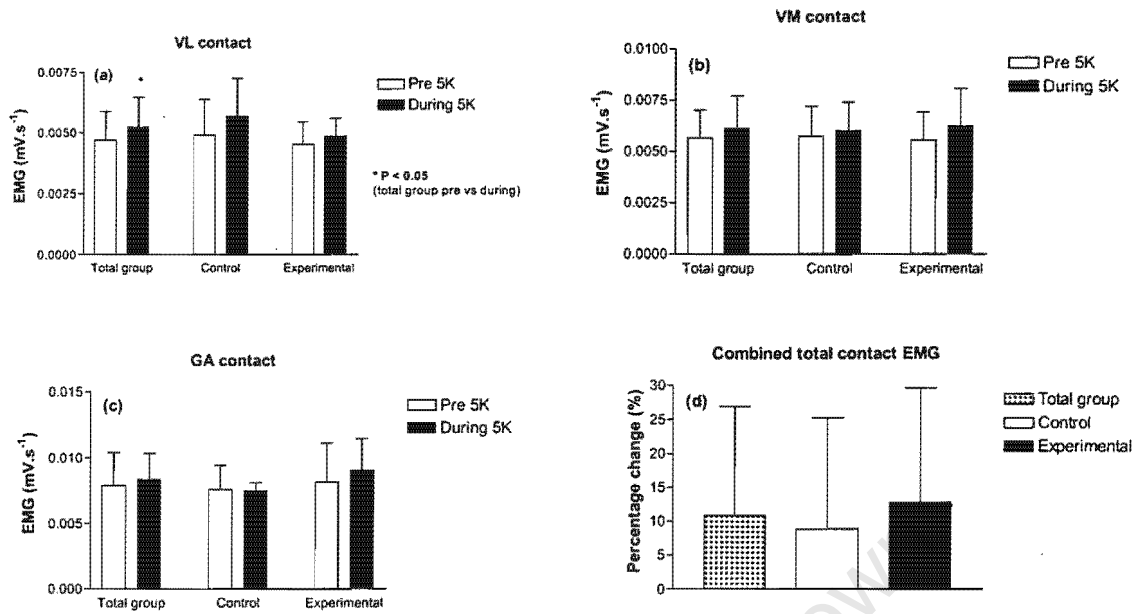 VL contact
(a)
*
0.0075
0.0050
0.0025
0.0000
EMG (mV.s⁻¹)
Total group
Control
Experimental
Pre 5K
During 5K
* P < 0.05
(total group pre vs during)
VM contact
(b)
0.0100
0.0075
0.0050
0.0025
0.0000
EMG (mV.s⁻¹)
Total group
Control
Experimental
Pre 5K
During 5K
GA contact
(c)
0.015
0.010
0.005
0.000
EMG (mV.s⁻¹)
Total group
Control
Experimental
Pre 5K
During 5K
Combined total contact EMG
(d)
30
25
20
15
10
5
0
Percentage change (%)
Total group
Control
Experimental